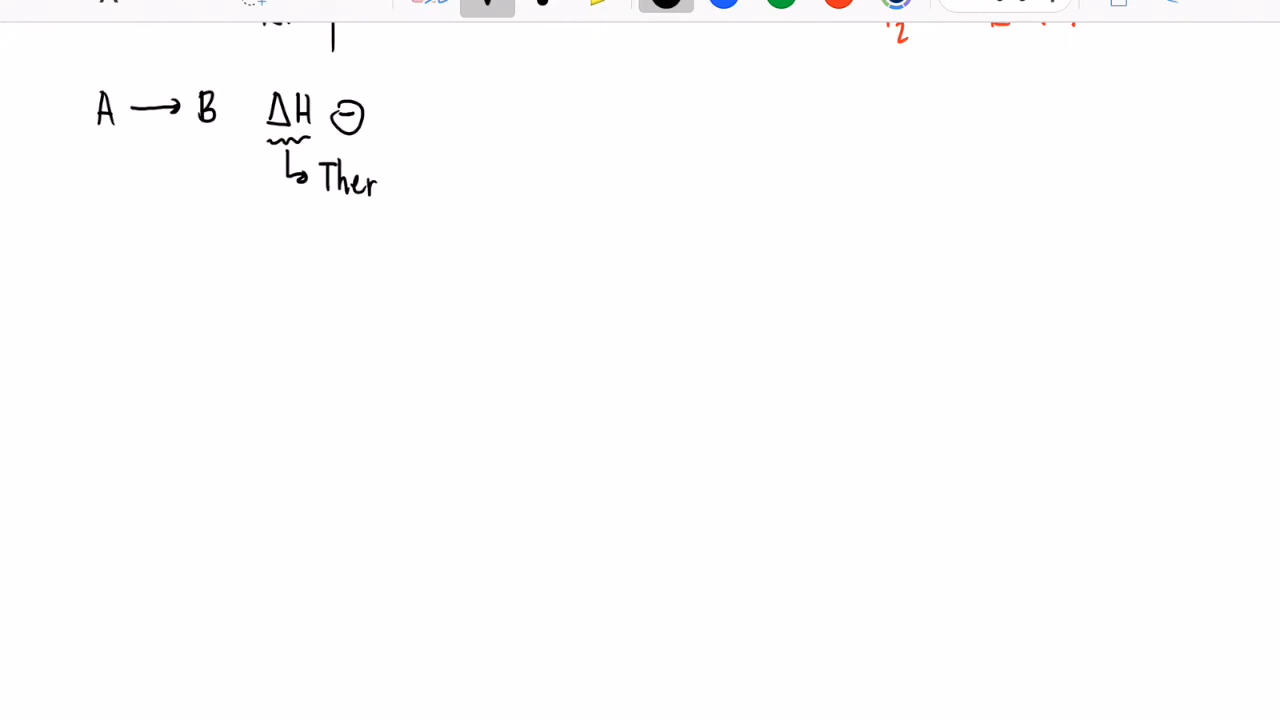 A ⟶ B ΔH ⊖
↳ Ther